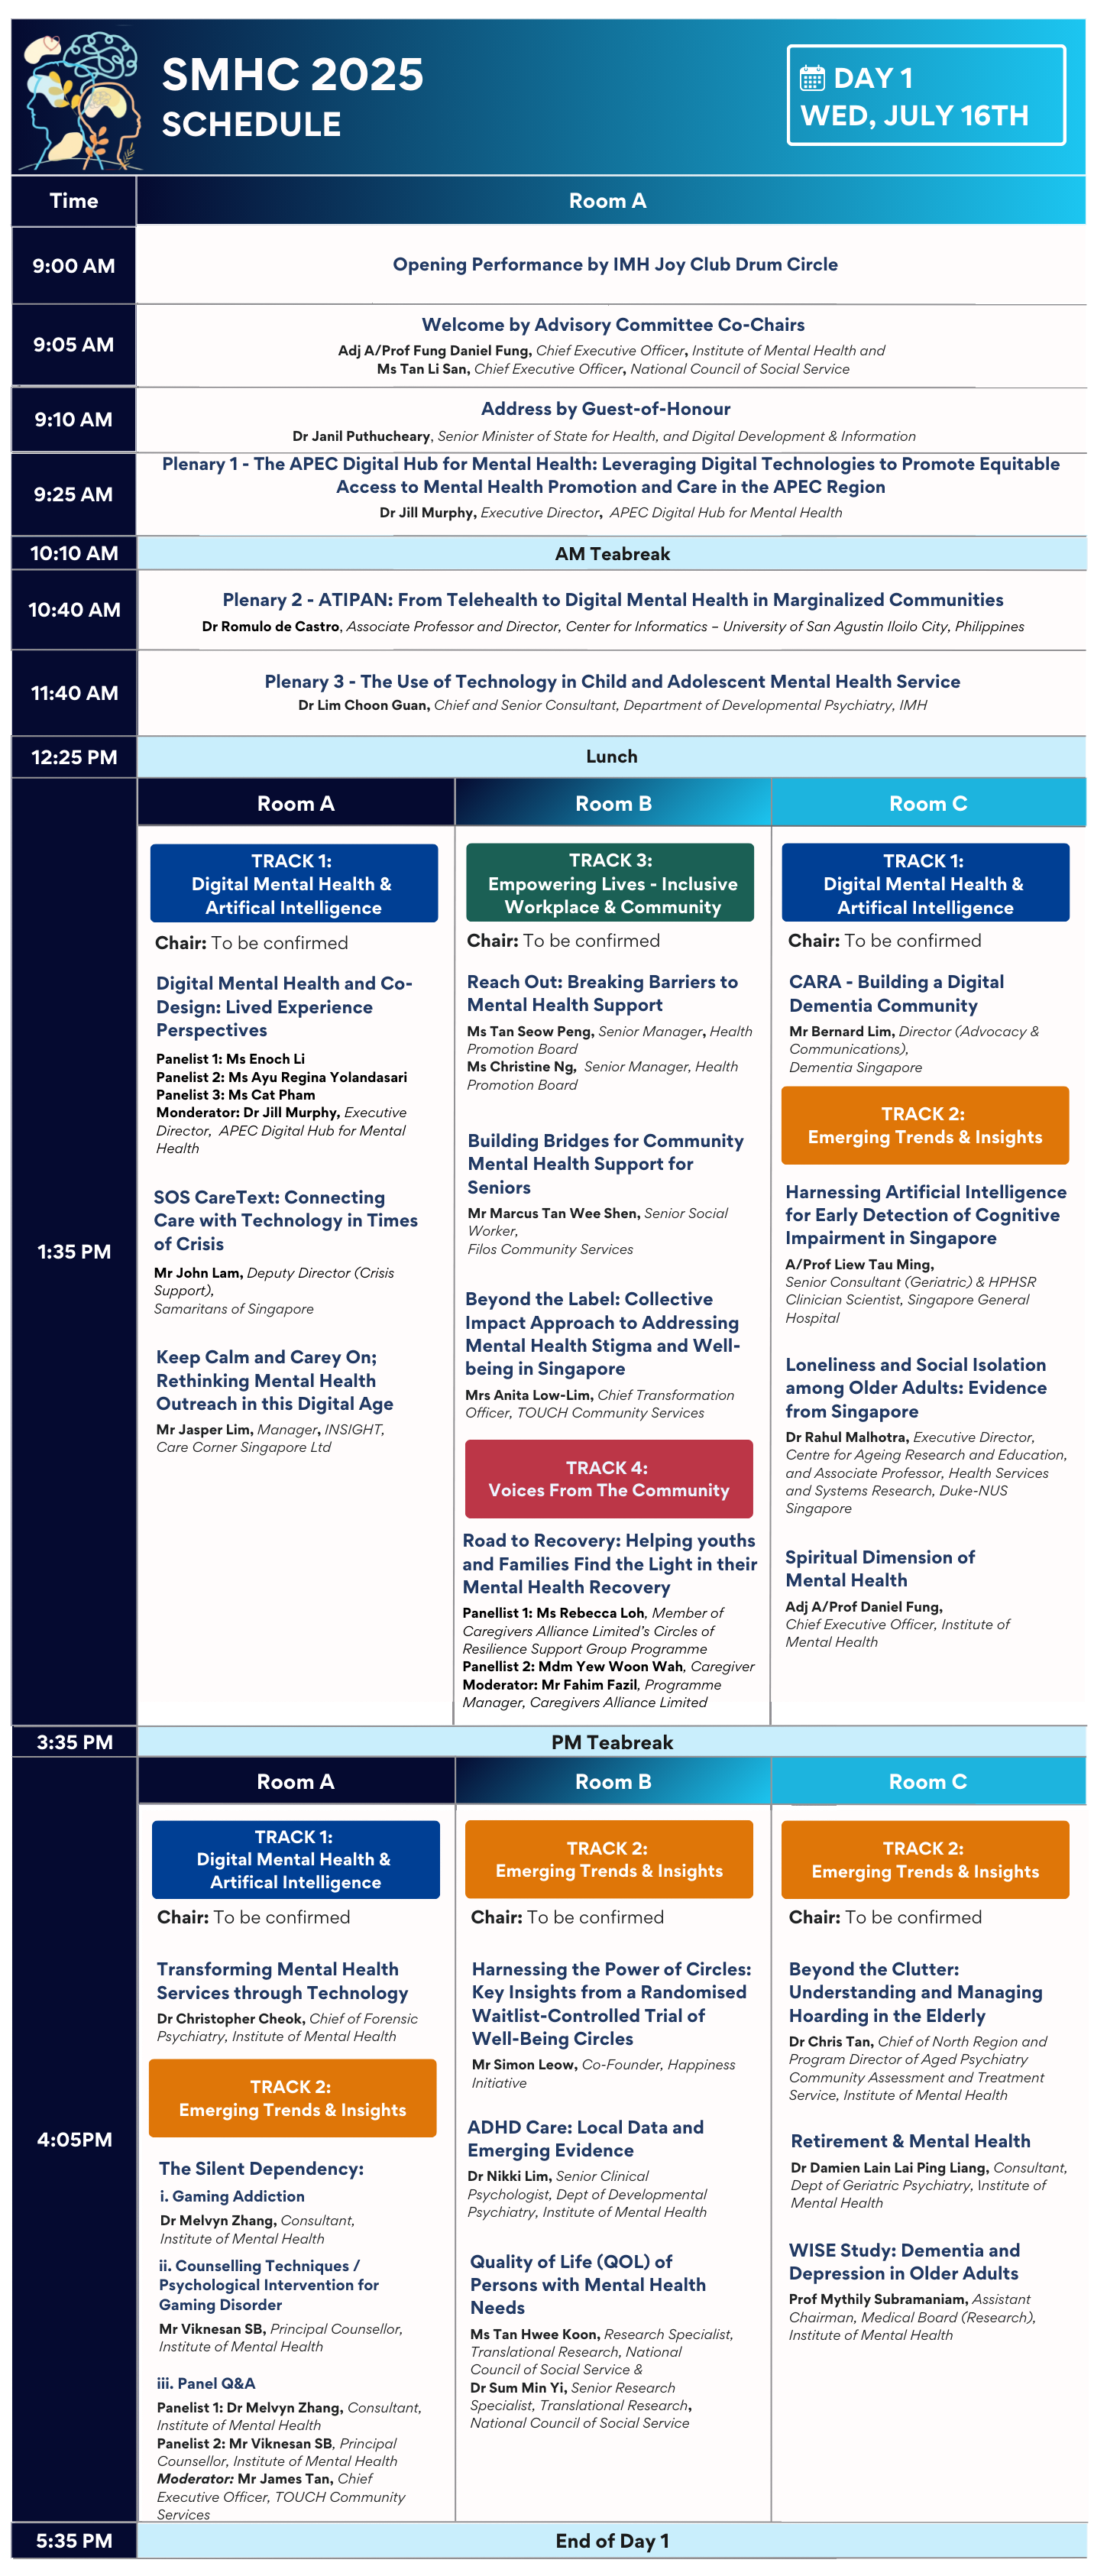 SMHC 2025
SCHEDULE
DAY 1
WED, JULY 16TH
Time
Room A
9:00 AM
Opening Performance by IMH Joy Club Drum Circle
9:05 AM
Welcome by Advisory Committee Co-Chairs
Adj A/Prof Fung Daniel Fung, Chief Executive Officer, Institute of Mental Health and
Ms Tan Li San, Chief Executive Officer, National Council of Social Service
9:10 AM
Address by Guest-of-Honour
Dr Janil Puthucheary, Senior Minister of State for Health, and Digital Development & Information
9:25 AM
Plenary 1 - The APEC Digital Hub for Mental Health: Leveraging Digital Technologies to Promote Equitable
Access to Mental Health Promotion and Care in the APEC Region
Dr Jill Murphy, Executive Director, APEC Digital Hub for Mental Health
10:10 AM
AM Teabreak
10:40 AM
Plenary 2 - ATIPAN: From Telehealth to Digital Mental Health in Marginalized Communities
Dr Romulo de Castro, Associate Professor and Director, Center for Informatics – University of San Agustin Iloilo City, Philippines
11:40 AM
Plenary 3 - The Use of Technology in Child and Adolescent Mental Health Service
Dr Lim Choon Guan, Chief and Senior Consultant, Department of Developmental Psychiatry, IMH
12:25 PM
Lunch
1:35 PM
Room A
TRACK 1:
Digital Mental Health &
Artifical Intelligence
Chair: To be confirmed
Digital Mental Health and Co-
Design: Lived Experience
Perspectives
Panelist 1: Ms Enoch Li
Panelist 2: Ms Ayu Regina Yolandasari
Panelist 3: Ms Cat Pham
Monderator: Dr Jill Murphy, Executive
Director, APEC Digital Hub for Mental
Health
SOS CareText: Connecting
Care with Technology in Times
of Crisis
Mr John Lam, Deputy Director (Crisis
Support),
Samaritans of Singapore
Keep Calm and Carey On;
Rethinking Mental Health
Outreach in this Digital Age
Mr Jasper Lim, Manager, INSIGHT,
Care Corner Singapore Ltd
Room B
TRACK 3:
Empowering Lives - Inclusive
Workplace & Community
Chair: To be confirmed
Reach Out: Breaking Barriers to
Mental Health Support
Ms Tan Seow Peng, Senior Manager, Health
Promotion Board
Ms Christine Ng, Senior Manager, Health
Promotion Board
Building Bridges for Community
Mental Health Support for
Seniors
Mr Marcus Tan Wee Shen, Senior Social
Worker,
Filos Community Services
Beyond the Label: Collective
Impact Approach to Addressing
Mental Health Stigma and Well-
being in Singapore
Mrs Anita Low-Lim, Chief Transformation
Officer, TOUCH Community Services
TRACK 4:
Voices From The Community
Road to Recovery: Helping youths
and Families Find the Light in their
Mental Health Recovery
Panellist 1: Ms Rebecca Loh, Member of
Caregivers Alliance Limited's Circles of
Resilience Support Group Programme
Panellist 2: Mdm Yew Woon Wah, Caregiver
Moderator: Mr Fahim Fazil, Programme
Manager, Caregivers Alliance Limited
Room C
TRACK 1:
Digital Mental Health &
Artifical Intelligence
Chair: To be confirmed
CARA - Building a Digital
Dementia Community
Mr Bernard Lim, Director (Advocacy &
Communications),
Dementia Singapore
TRACK 2:
Emerging Trends & Insights
Harnessing Artificial Intelligence
for Early Detection of Cognitive
Impairment in Singapore
A/Prof Liew Tau Ming,
Senior Consultant (Geriatric) & HPHSR
Clinician Scientist, Singapore General
Hospital
Loneliness and Social Isolation
among Older Adults: Evidence
from Singapore
Dr Rahul Malhotra, Executive Director,
Centre for Ageing Research and Education,
and Associate Professor, Health Services
and Systems Research, Duke-NUS
Singapore
Spiritual Dimension of
Mental Health
Adj A/Prof Daniel Fung,
Chief Executive Officer, Institute of
Mental Health
3:35 PM
PM Teabreak
4:05PM
Room A
TRACK 1:
Digital Mental Health &
Artifical Intelligence
Chair: To be confirmed
Transforming Mental Health
Services through Technology
Dr Christopher Cheok, Chief of Forensic
Psychiatry, Institute of Mental Health
TRACK 2:
Emerging Trends & Insights
The Silent Dependency:
i. Gaming Addiction
Dr Melvyn Zhang, Consultant,
Institute of Mental Health
ii. Counselling Techniques /
Psychological Intervention for
Gaming Disorder
Mr Viknesan SB, Principal Counsellor,
Institute of Mental Health
iii. Panel Q&A
Panelist 1: Dr Melvyn Zhang, Consultant,
Institute of Mental Health
Panelist 2: Mr Viknesan SB, Principal
Counsellor, Institute of Mental Health
Moderator: Mr James Tan, Chief
Executive Officer, TOUCH Community
Services
Room B
TRACK 2:
Emerging Trends & Insights
Chair: To be confirmed
Harnessing the Power of Circles:
Key Insights from a Randomised
Waitlist-Controlled Trial of
Well-Being Circles
Mr Simon Leow, Co-Founder, Happiness
Initiative
ADHD Care: Local Data and
Emerging Evidence
Dr Nikki Lim, Senior Clinical
Psychologist, Dept of Developmental
Psychiatry, Institute of Mental Health
Quality of Life (QOL) of
Persons with Mental Health
Needs
Ms Tan Hwee Koon, Research Specialist,
Translational Research, National
Council of Social Service &
Dr Sum Min Yi, Senior Research
Specialist, Translational Research,
National Council of Social Service
Room C
TRACK 2:
Emerging Trends & Insights
Chair: To be confirmed
Beyond the Clutter:
Understanding and Managing
Hoarding in the Elderly
Dr Chris Tan, Chief of North Region and
Program Director of Aged Psychiatry
Community Assessment and Treatment
Service, Institute of Mental Health
Retirement & Mental Health
Dr Damien Lain Lai Ping Liang, Consultant,
Dept of Geriatric Psychiatry, Institute of
Mental Health
WISE Study: Dementia and
Depression in Older Adults
Prof Mythily Subramaniam, Assistant
Chairman, Medical Board (Research),
Institute of Mental Health
5:35 PM
End of Day 1